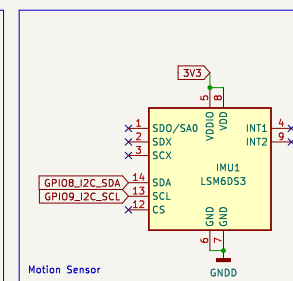 3V3
5
8
VDDIO
VDD
1 SDO/SA0
2 SDX
3 SCX
INT1 4
INT2 9
IMU1
LSM6DS3
GPIO8_I2C_SDA 14 SDA
GPIO9_I2C_SCL 13 SCL
12 CS
GND
GND
6
7
GNDD
Motion Sensor